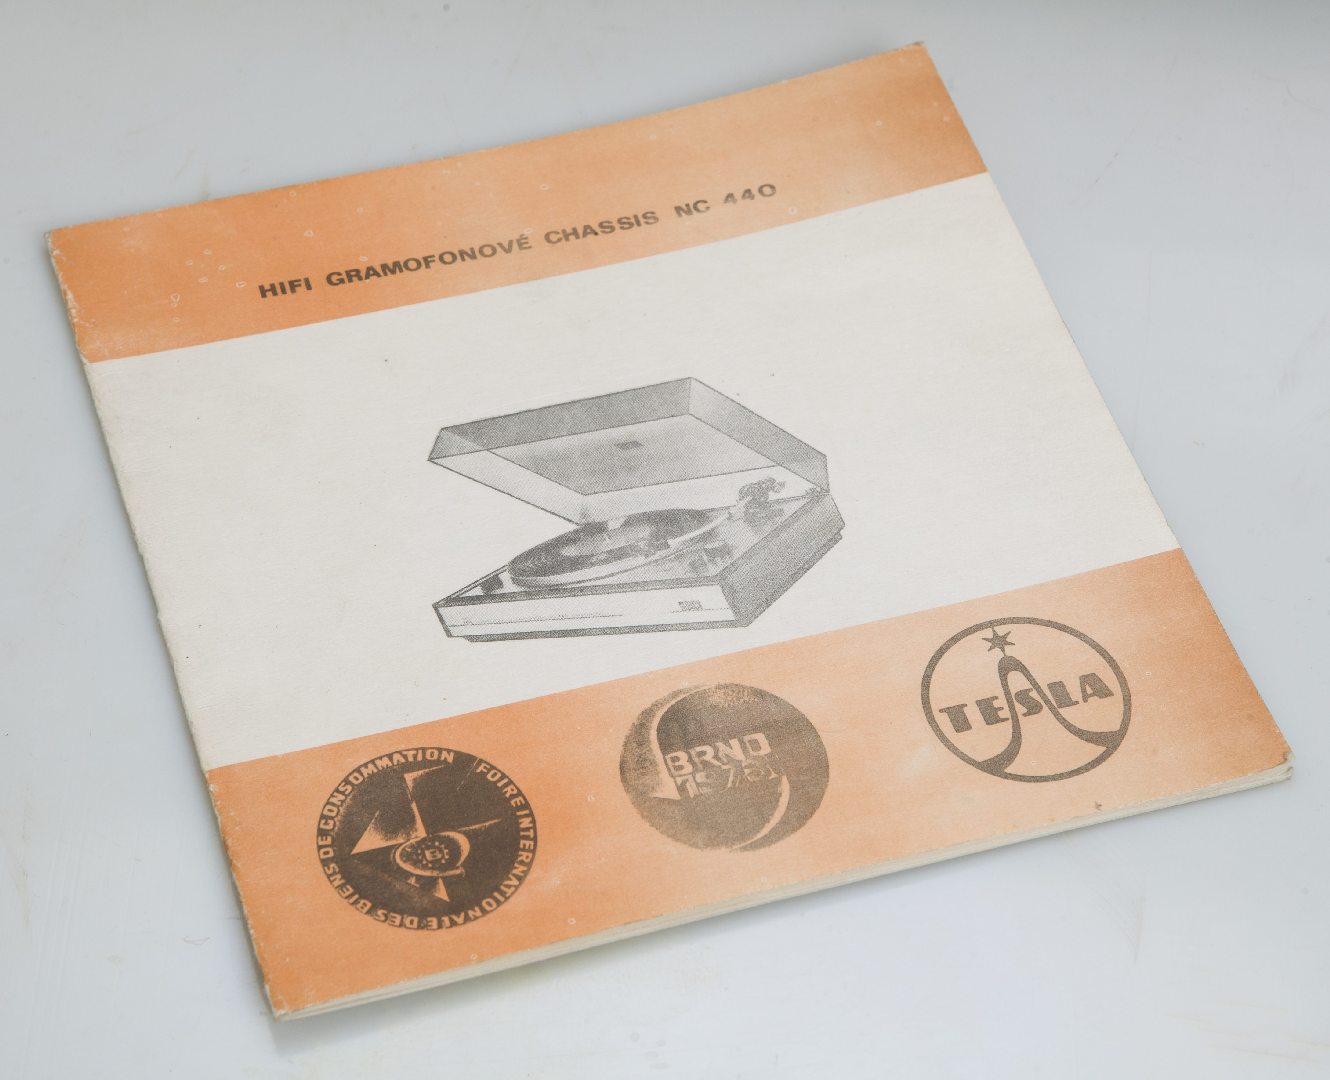 HIFI GRAMOFONOVÉ CHASSIS NC 440
FOIRE INTERNATIONALE DES BIENS DE CONSOMMATION
BRNO
TESLA